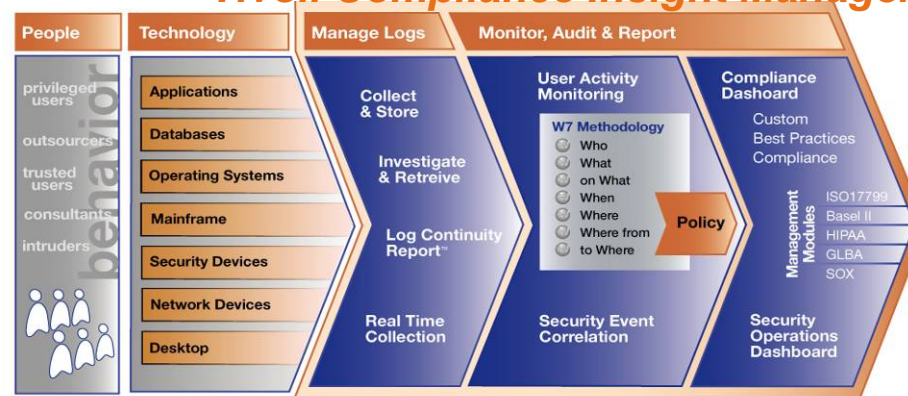 Compliance Insight
People
Technology
Manage Logs
Monitor, Audit & Report
behavior
privileged
users
outsourcers
trusted
users
consultants
intruders
Applications
Databases
Operating Systems
Mainframe
Security Devices
Network Devices
Desktop
Collect
& Store
Investigate
& Retreive
Log Continuity
Report™
Real Time
Collection
User Activity
Monitoring
W7 Methodology
Who
What
on What
When
Where
Where from
to Where
Policy
Security Event
Correlation
Compliance
Dashoard
Custom
Best Practices
Compliance
Management
Modules
ISO17799
Basel II
HIPAA
GLBA
SOX
Security
Operations
Dashboard